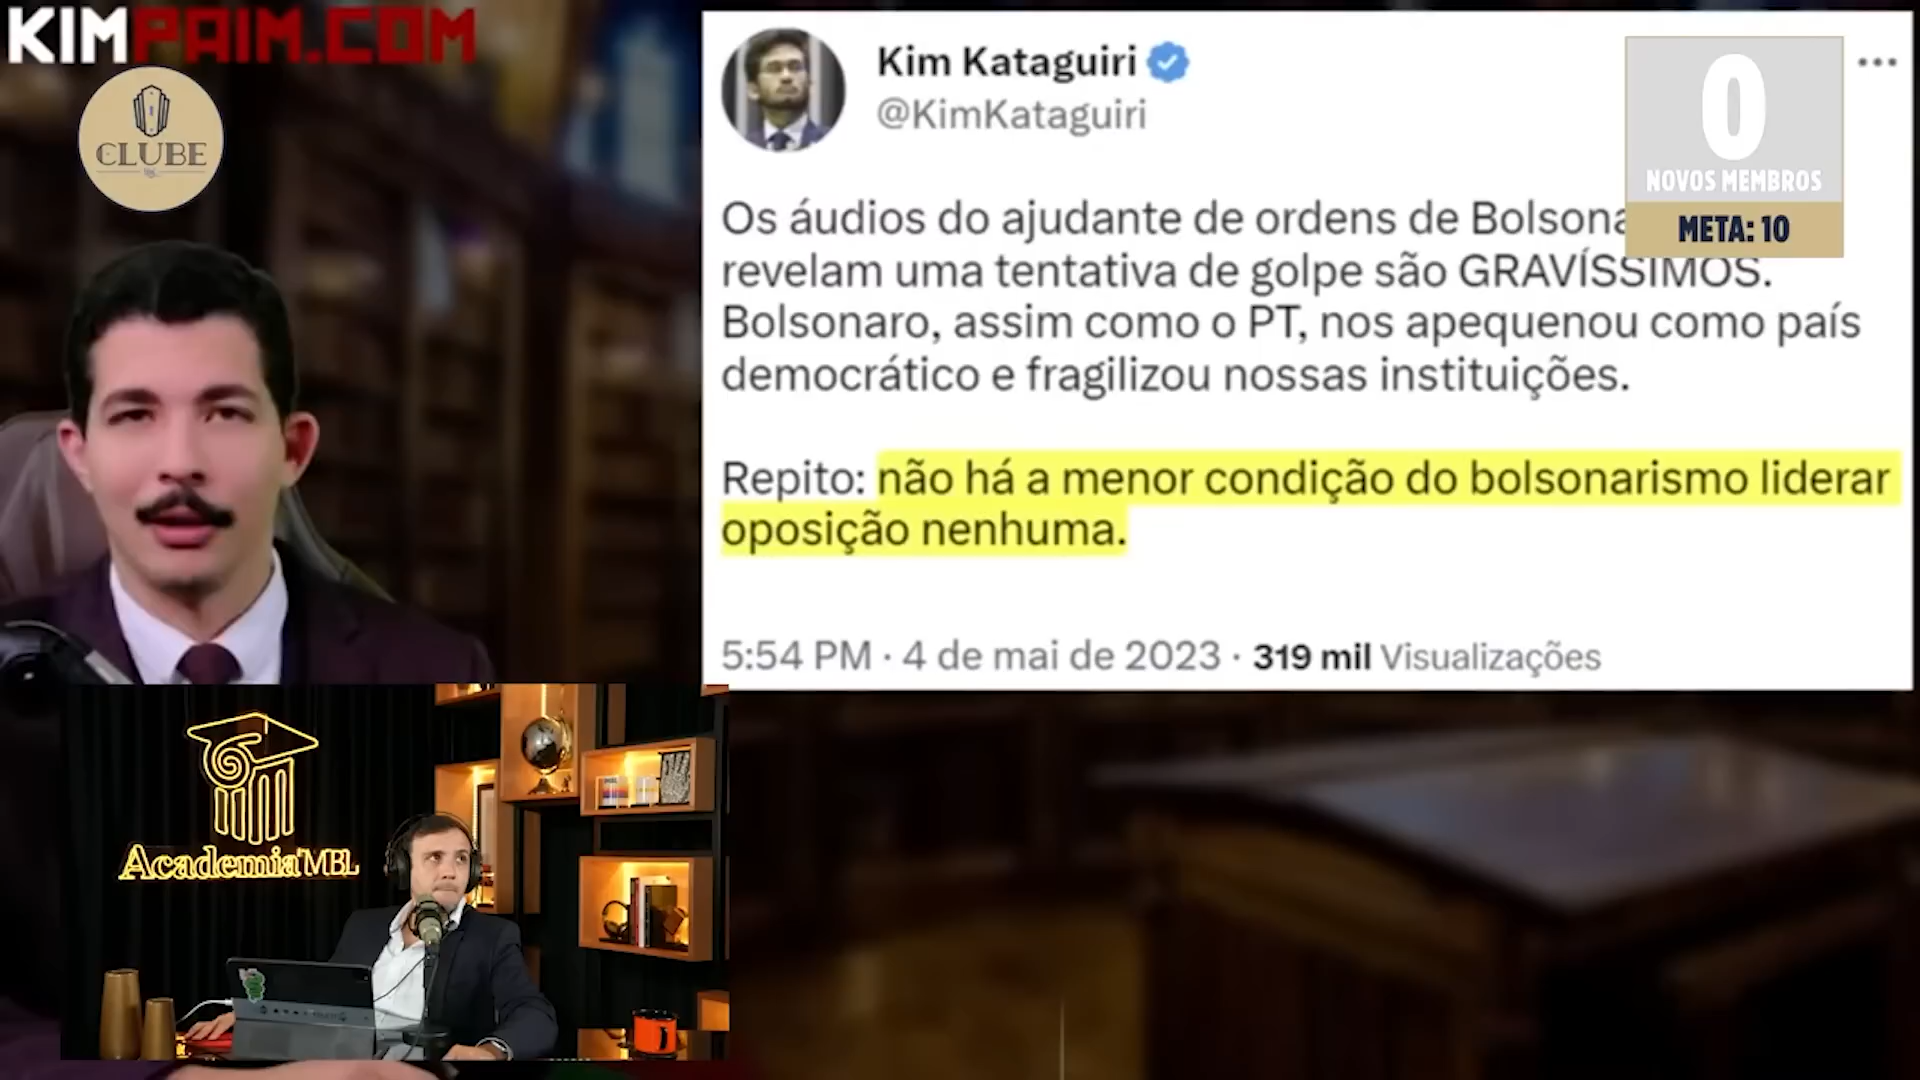 KIMPAIM.COM
CLUBE
Kim Kataguiri
@KimKataguiri
0
NOVOS MEMBROS
META: 10
Os áudios do ajudante de ordens de Bolsona
revelam uma tentativa de golpe são GRAVÍSSIMOS.
Bolsonaro, assim como o PT, nos apequenou como país
democrático e fragilizou nossas instituições.
Repito: não há a menor condição do bolsonarismo liderar
oposição nenhuma.
5:54 PM · 4 de mai de 2023 · 319 mil Visualizações
Academia MBL